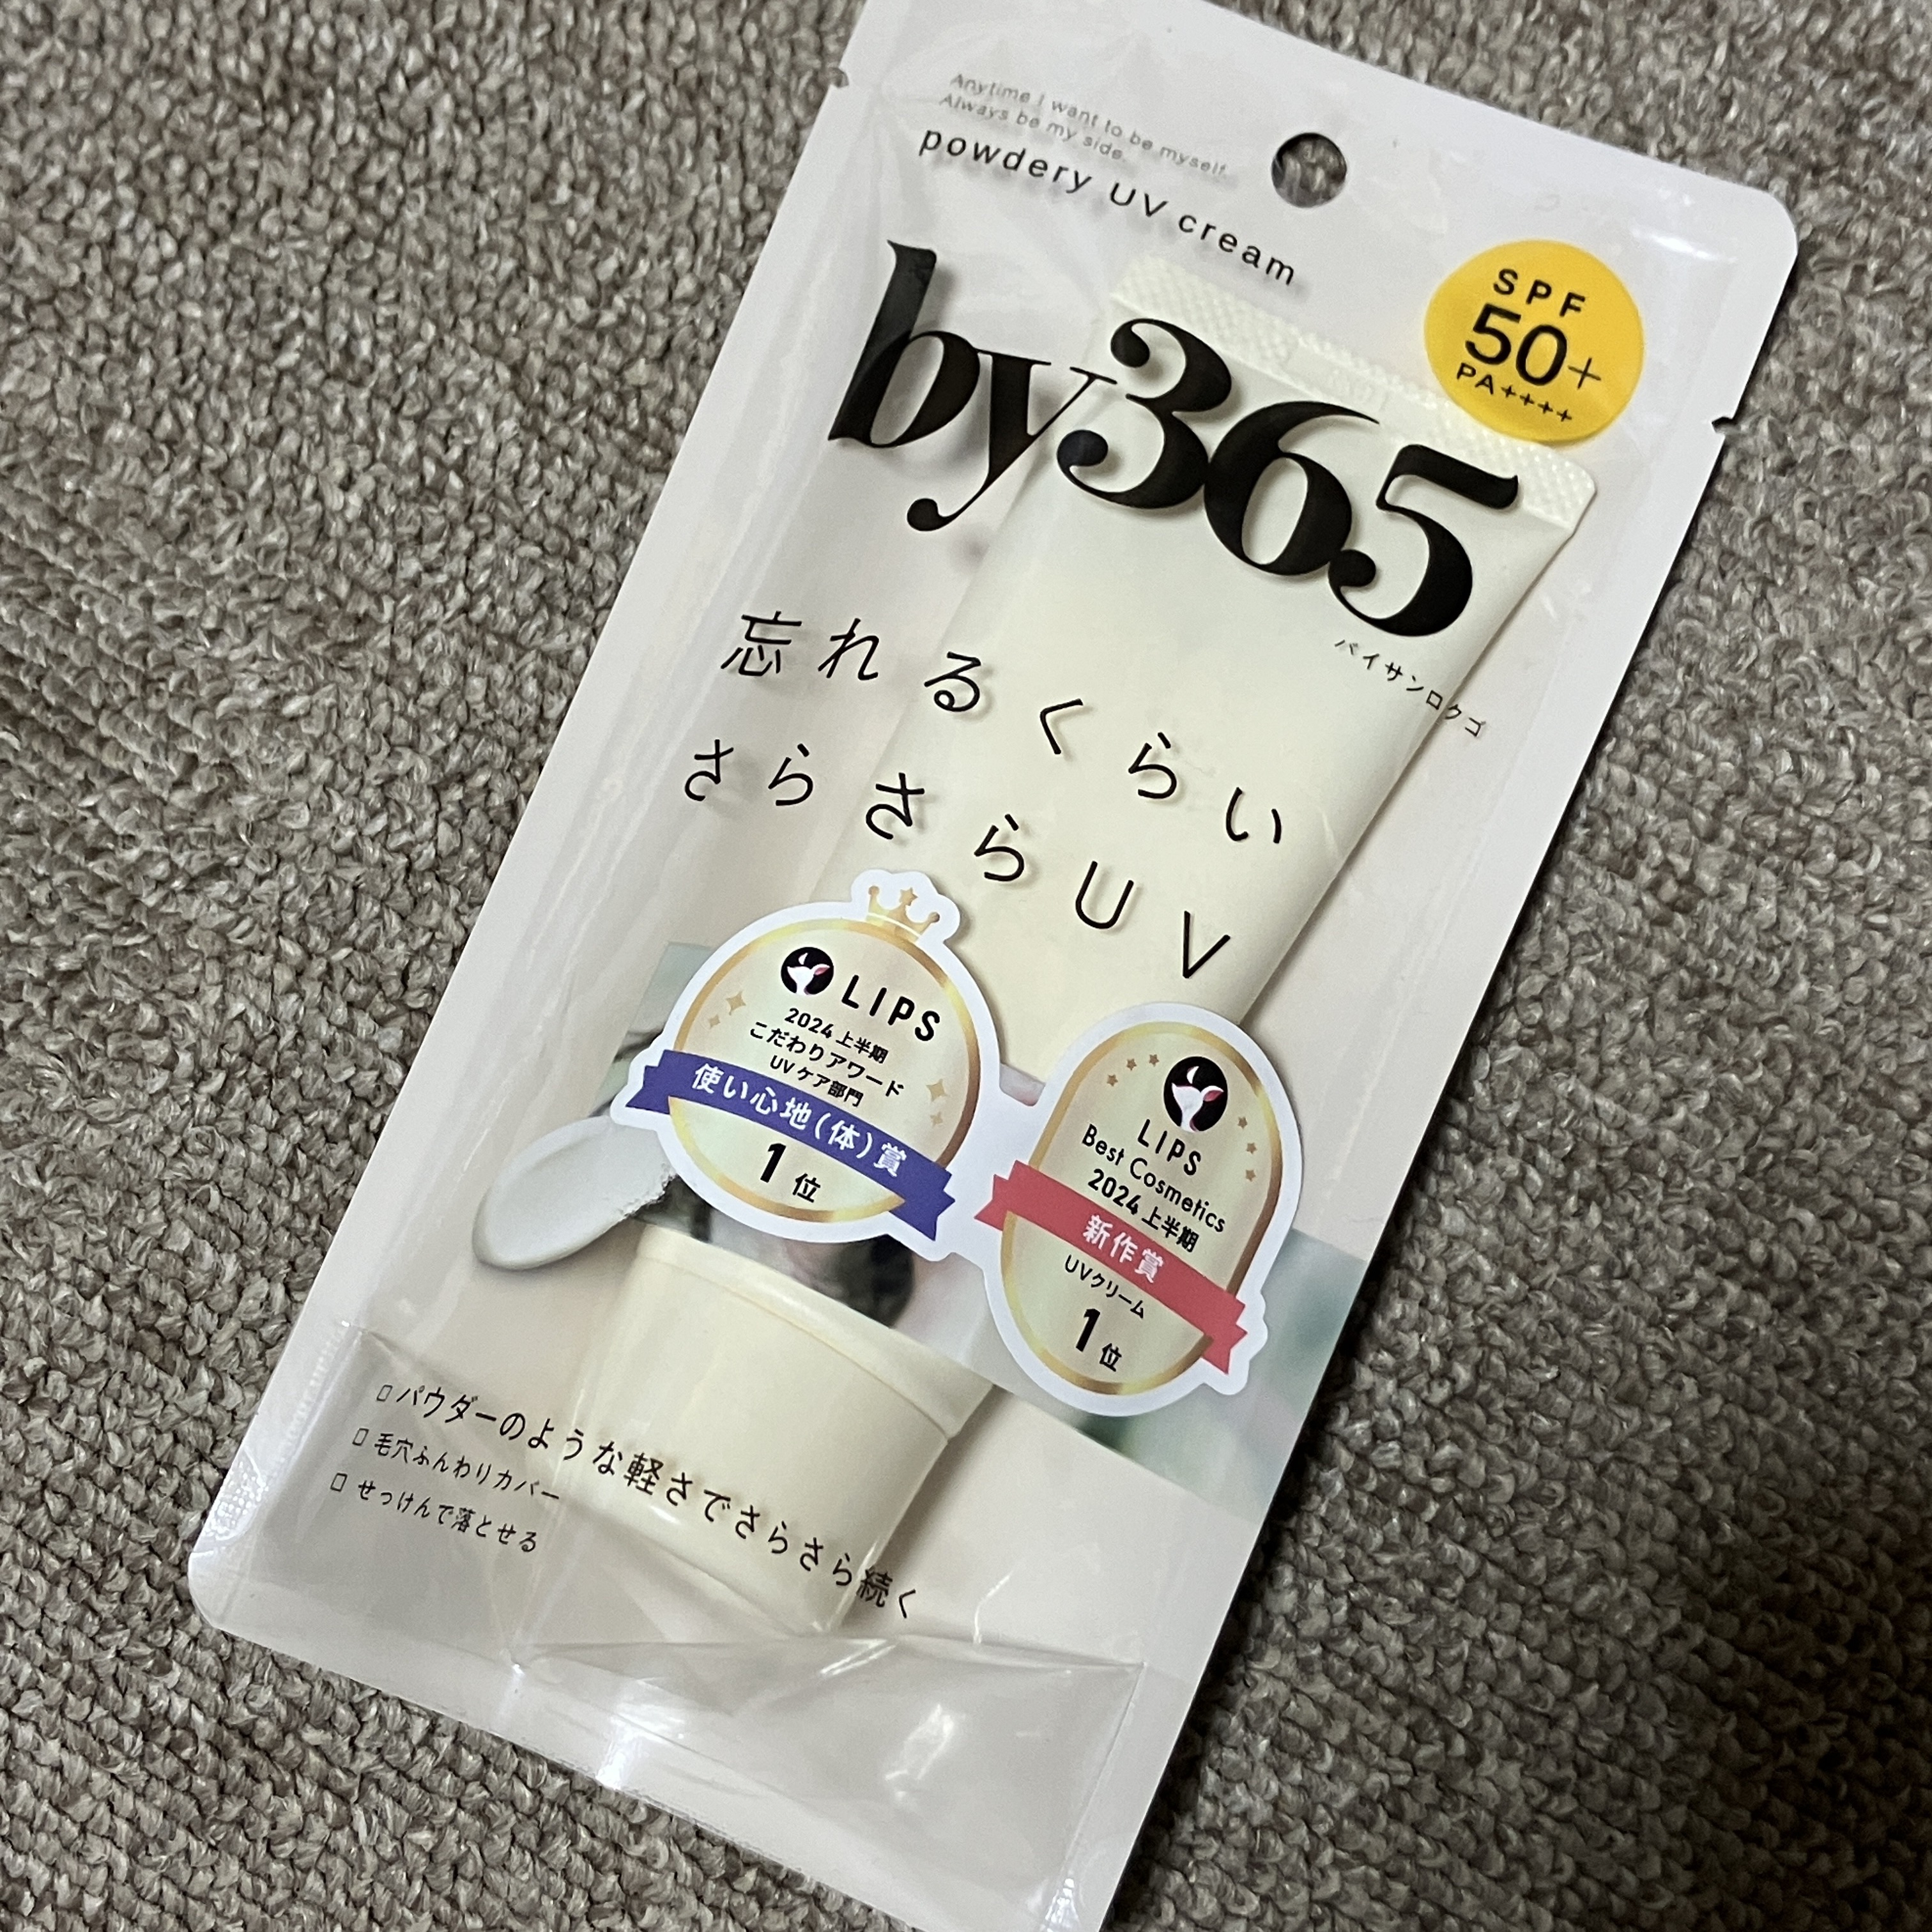 Anytime I want to be myself.
Always be my side.
powdery UV cream
SPF
50+
PA++++
by365
バイサンロクゴ
忘れるくらい
さらさらUV
LIPS
2024 上半期
こだわりアワード
UVケア部門
使い心地(体)賞
1位
LIPS
Best Cosmetics
2024 上半期
新作賞
UVクリーム
1位
□ パウダーのような軽さでさらさら続く
□ 毛穴ふんわりカバー
□ せっけんで落とせる